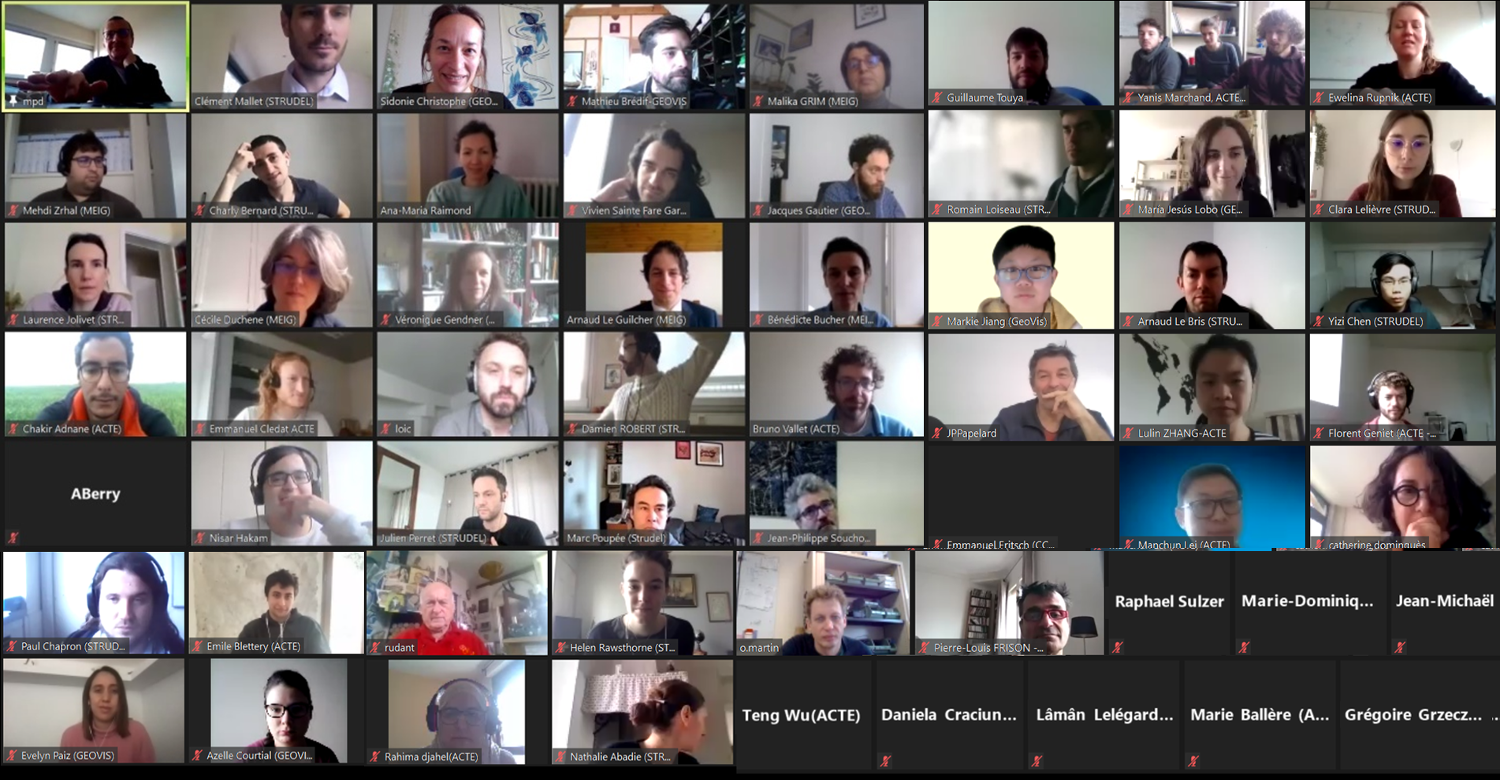 mpd
Clément Mallet (STRUDEL)
Sidonie Christophe (GEO...
Mathieu Brédif-GEOVIS
Malika GRIM (MEIG)
Guillaume Touya
Yanis Marchand, ACTE...
Ewelina Rupnik (ACTE)
Mehdi Zrhal (MEIG)
Charly Bernard (STRU...
Ana-Maria Raimond
Vivien Sainte Fare Gar...
Jacques Gautier (GEO...
Romain Loiseau (STR...
María Jesús Lobo (GE...
Clara Lelièvre (STRUD...
Laurence Jolivet (STR...
Cécile Duchene (MEIG)
Véronique Gendner (...
Arnaud Le Guilcher (MEIG)
Bénédicte Bucher (MEI...
Markie Jiang (GeoVis)
Arnaud Le Bris (STRU...
Yizi Chen (STRUDEL)
Chakir Adnane (ACTE)
Emmanuel Cledat ACTE
loic
Damien ROBERT (STR...
Bruno Vallet (ACTE)
JPPapelard
Lulin ZHANG-ACTE
Florent Geniet (ACTE -...
ABerry
Nisar Hakam
Julien Perret (STRUDEL)
Marc Poupée (Strudel)
Jean-Philippe Soucho...
Emmanuel Fritsch (CC...
Manchun Lei (ACTE)
catherine dominguès
Paul Chapron (STRUD...
Emile Blettery (ACTE)
rudant
Helen Rawsthorne (ST...
o.martin
Pierre-Louis FRISON -...
Raphael Sulzer
Marie-Dominiq...
Jean-Michaël
Evelyn Paiz (GEOVIS)
Azelle Courtial (GEOVI...
Rahima djahel(ACTE)
Nathalie Abadie (STR...
Teng Wu(ACTE)
Daniela Craciun...
Lâmân Lelégard...
Marie Ballère (A...
Grégoire Grzecz...